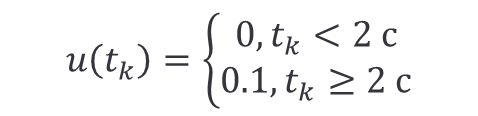 u(t_k) = { 0, t_k < 2 с
0.1, t_k ≥ 2 с